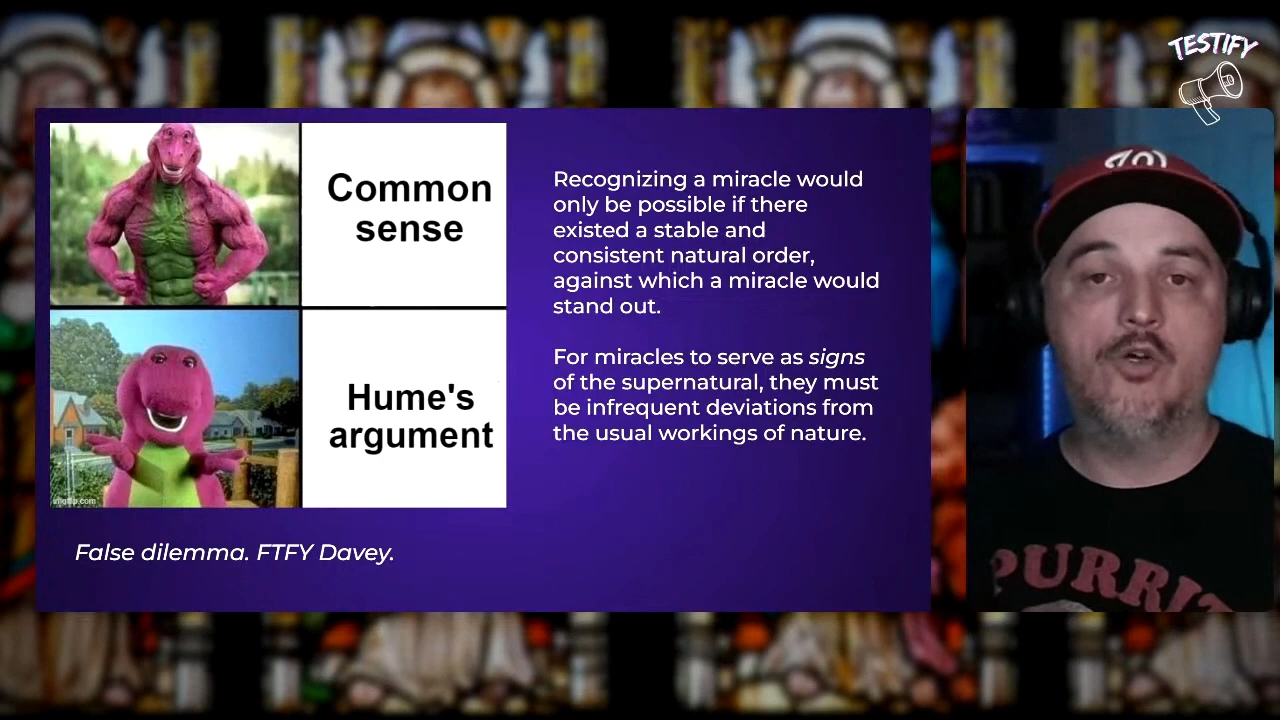 TESTIFY
Common
sense
Hume's
argument
imgflip.com
False dilemma. FTFY Davey.
Recognizing a miracle would
only be possible if there
existed a stable and
consistent natural order,
against which a miracle would
stand out.
For miracles to serve as signs
of the supernatural, they must
be infrequent deviations from
the usual workings of nature.